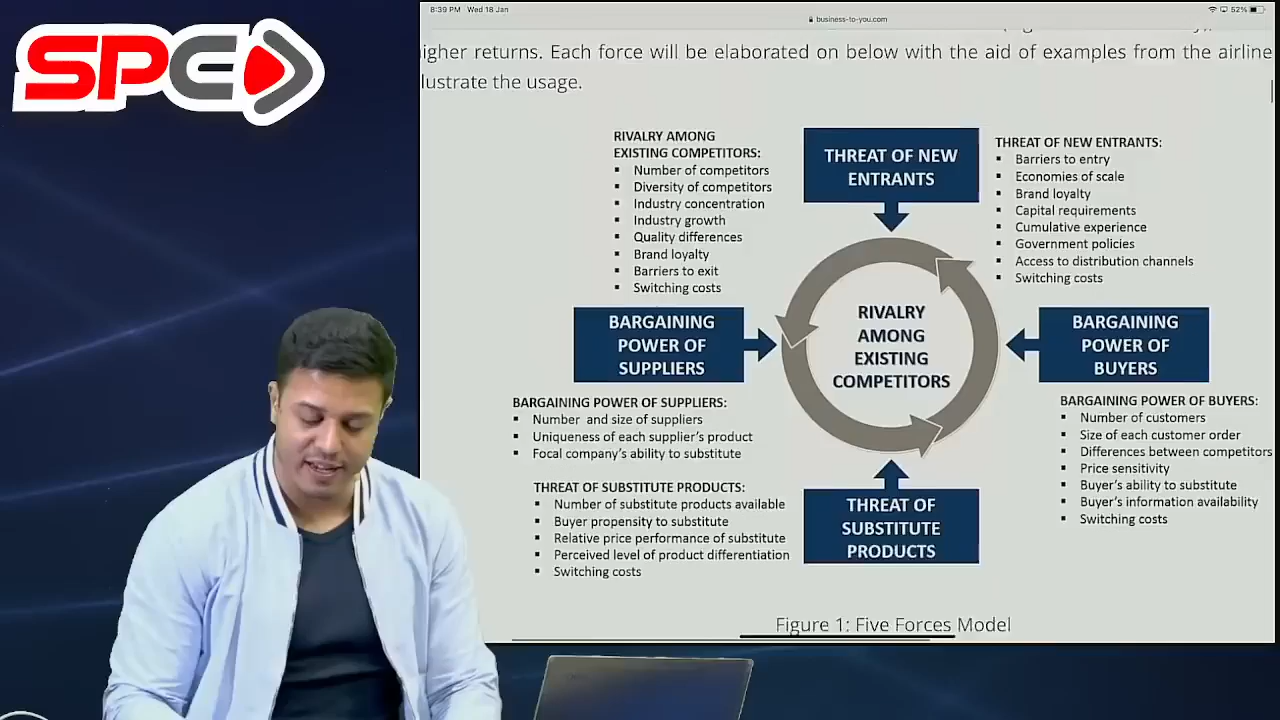 SPE
8:39 PM Wed 18 Jan
52%
business-to-you.com
igher returns. Each force will be elaborated on below with the aid of examples from the airline
lustrate the usage.
RIVALRY AMONG
EXISTING COMPETITORS:
▪ Number of competitors
▪ Diversity of competitors
▪ Industry concentration
▪ Industry growth
▪ Quality differences
▪ Brand loyalty
▪ Barriers to exit
▪ Switching costs
THREAT OF NEW
ENTRANTS
THREAT OF NEW ENTRANTS:
▪ Barriers to entry
▪ Economies of scale
▪ Brand loyalty
▪ Capital requirements
▪ Cumulative experience
▪ Government policies
▪ Access to distribution channels
▪ Switching costs
BARGAINING
POWER OF
SUPPLIERS
RIVALRY
AMONG
EXISTING
COMPETITORS
BARGAINING
POWER OF
BUYERS
BARGAINING POWER OF SUPPLIERS:
▪ Number and size of suppliers
▪ Uniqueness of each supplier's product
▪ Focal company's ability to substitute
BARGAINING POWER OF BUYERS:
▪ Number of customers
▪ Size of each customer order
▪ Differences between competitors
▪ Price sensitivity
▪ Buyer's ability to substitute
▪ Buyer's information availability
▪ Switching costs
THREAT OF SUBSTITUTE PRODUCTS:
▪ Number of substitute products available
▪ Buyer propensity to substitute
▪ Relative price performance of substitute
▪ Perceived level of product differentiation
▪ Switching costs
THREAT OF
SUBSTITUTE
PRODUCTS
Figure 1: Five Forces Model